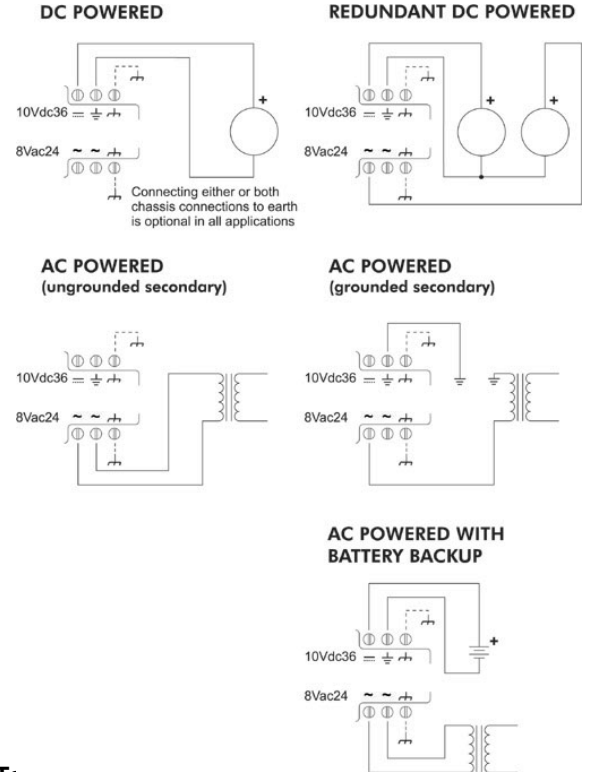 DC POWERED
10Vdc36
8Vac24
~ ~
+
Connecting either or both
chassis connections to earth
is optional in all applications
REDUNDANT DC POWERED
10Vdc36
8Vac24
~ ~
+ +
AC POWERED
(ungrounded secondary)
10Vdc36
8Vac24
~ ~
AC POWERED
(grounded secondary)
10Vdc36
8Vac24
~ ~
AC POWERED WITH
BATTERY BACKUP
10Vdc36
+
8Vac24
~ ~